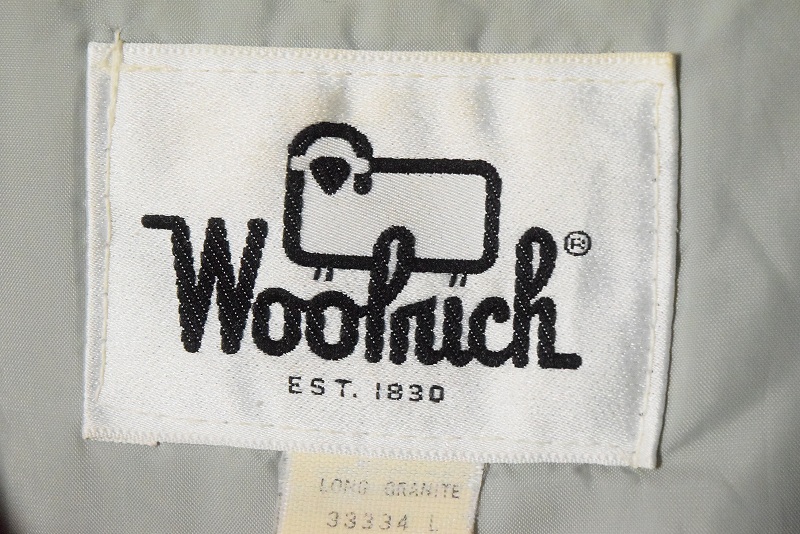 Woolrich®
EST. 1830
LONG GRANITE
33334 L